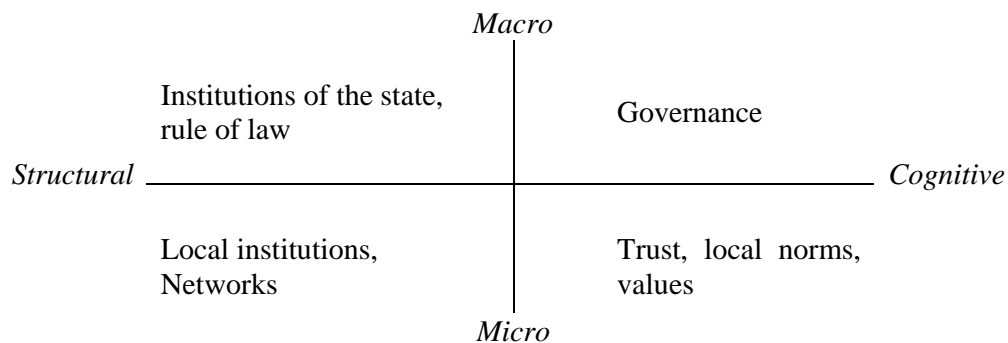 Macro
Institutions of the state,
rule of law
Governance
Structural
Cognitive
Local institutions,
Networks
Trust, local norms,
values
Micro